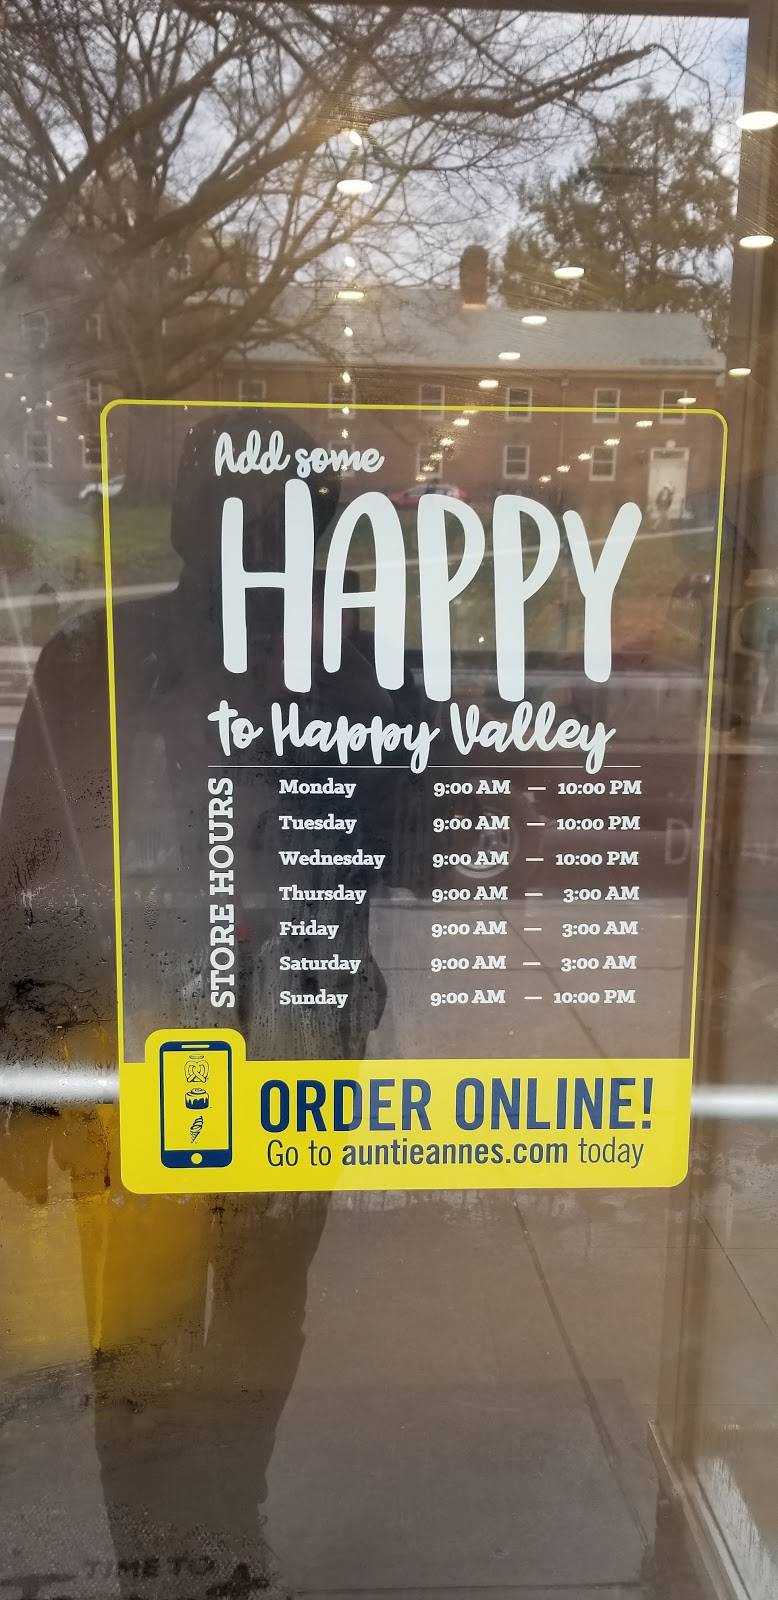 Add some
HAPPY
to Happy Valley
STORE HOURS
Monday 9:00 AM — 10:00 PM
Tuesday 9:00 AM — 10:00 PM
Wednesday 9:00 AM — 10:00 PM
Thursday 9:00 AM — 3:00 AM
Friday 9:00 AM — 3:00 AM
Saturday 9:00 AM — 3:00 AM
Sunday 9:00 AM — 10:00 PM
ORDER ONLINE!
Go to auntieannes.com today
TIME TO